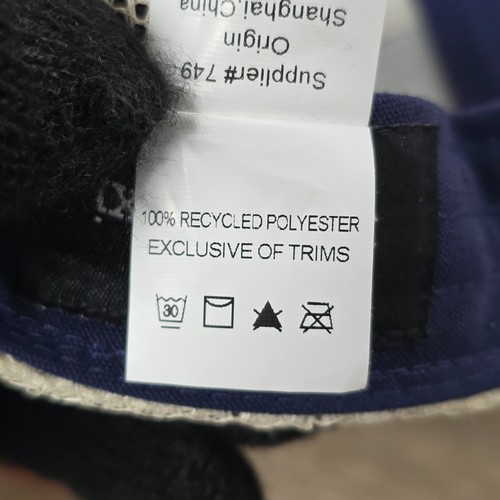 Supplier# 749
Origin
Shanghai,China
100% RECYCLED POLYESTER
EXCLUSIVE OF TRIMS
30